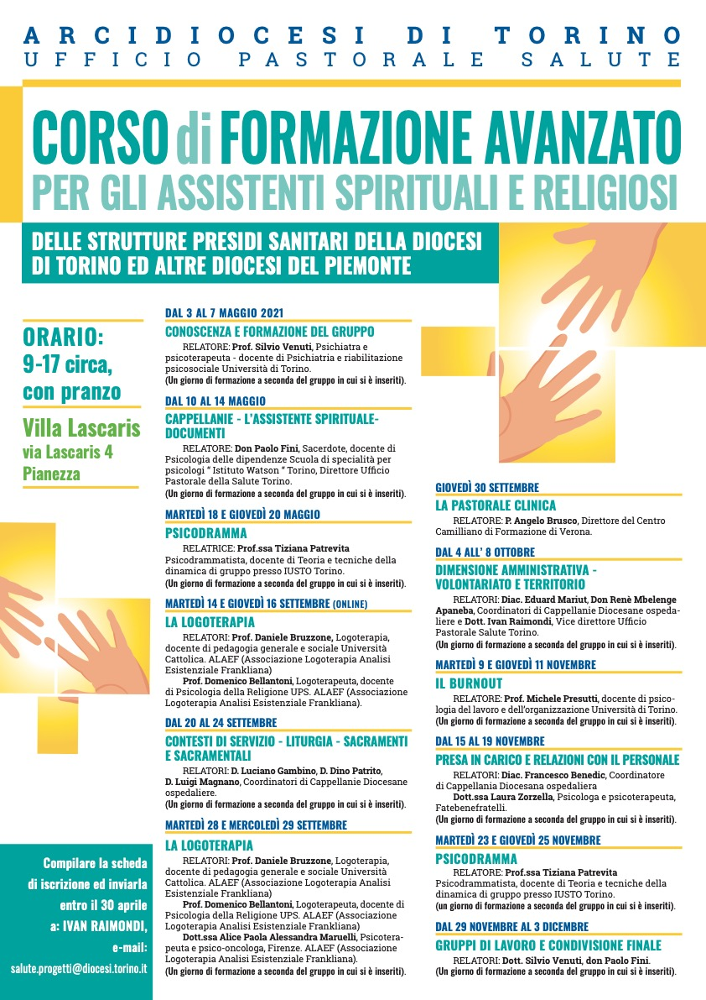 ARCIDIOCESI DI TORINO
UFFICIO PASTORALE SALUTE
CORSO di FORMAZIONE AVANZATO
PER GLI ASSISTENTI SPIRITUALI E RELIGIOSI
DELLE STRUTTURE PRESIDI SANITARI DELLA DIOCESI
DI TORINO ED ALTRE DIOCESI DEL PIEMONTE
ORARIO:
9-17 circa,
con pranzo
Villa Lascaris
via Lascaris 4
Pianezza
Compilare la scheda
di iscrizione ed inviarla
entro il 30 aprile
a: IVAN RAIMONDI,
e-mail:
salute.progetti@diocesi.torino.it
DAL 3 AL 7 MAGGIO 2021
CONOSCENZA E FORMAZIONE DEL GRUPPO
RELATORE: Prof. Silvio Venuti, Psichiatra e
psicoterapeuta - docente di Psichiatria e riabilitazione
psicosociale Università di Torino.
(Un giorno di formazione a seconda del gruppo in cui si è inseriti).
DAL 10 AL 14 MAGGIO
CAPPELLANIE - L'ASSISTENTE SPIRITUALE-
DOCUMENTI
RELATORE: Don Paolo Fini, Sacerdote, docente di
Psicologia delle dipendenze Scuola di specialità per
psicologi “ Istituto Watson ” Torino, Direttore Ufficio
Pastorale della Salute Torino.
(Un giorno di formazione a seconda del gruppo in cui si è inseriti).
MARTEDÌ 18 E GIOVEDÌ 20 MAGGIO
PSICODRAMMA
RELATRICE: Prof.ssa Tiziana Patrevita
Psicodrammatista, docente di Teoria e tecniche della
dinamica di gruppo presso IUSTO Torino.
(Un giorno di formazione a seconda del gruppo in cui si è inseriti).
MARTEDÌ 14 E GIOVEDÌ 16 SETTEMBRE (ONLINE)
LA LOGOTERAPIA
RELATORI: Prof. Daniele Bruzzone, Logoterapia,
docente di pedagogia generale e sociale Università
Cattolica. ALAEF (Associazione Logoterapia Analisi
Esistenziale Frankliana)
Prof. Domenico Bellantoni, Logoterapeuta, docente
di Psicologia della Religione UPS. ALAEF (Associazione
Logoterapia Analisi Esistenziale Frankliana).
DAL 20 AL 24 SETTEMBRE
CONTESTI DI SERVIZIO - LITURGIA - SACRAMENTI
E SACRAMENTALI
RELATORI: D. Luciano Gambino, D. Dino Patrito,
D. Luigi Magnano, Coordinatori di Cappellanie Diocesane
ospedaliere.
(Un giorno di formazione a seconda del gruppo in cui si è inseriti).
MARTEDÌ 28 E MERCOLEDÌ 29 SETTEMBRE
LA LOGOTERAPIA
RELATORI: Prof. Daniele Bruzzone, Logoterapia,
docente di pedagogia generale e sociale Università
Cattolica. ALAEF (Associazione Logoterapia Analisi
Esistenziale Frankliana)
Prof. Domenico Bellantoni, Logoterapeuta, docente di
Psicologia della Religione UPS. ALAEF (Associazione
Logoterapia Analisi Esistenziale Frankliana)
Dott.ssa Alice Paola Alessandra Maruelli, Psicotera-
peuta e psico-oncologa, Firenze. ALAEF (Associazione
Logoterapia Analisi Esistenziale Frankliana).
(Un giorno di formazione a seconda del gruppo in cui si è inseriti).
GIOVEDÌ 30 SETTEMBRE
LA PASTORALE CLINICA
RELATORE: P. Angelo Brusco, Direttore del Centro
Camilliano di Formazione di Verona.
DAL 4 ALL' 8 OTTOBRE
DIMENSIONE AMMINISTRATIVA -
VOLONTARIATO E TERRITORIO
RELATORI: Diac. Eduard Mariut, Don Renè Mbelenge
Apaneba, Coordinatori di Cappellanie Diocesane ospeda-
liere e Dott. Ivan Raimondi, Vice direttore Ufficio
Pastorale Salute Torino.
(Un giorno di formazione a seconda del gruppo in cui si è inseriti).
MARTEDÌ 9 E GIOVEDÌ 11 NOVEMBRE
IL BURNOUT
RELATORE: Prof. Michele Presutti, docente di psico-
logia del lavoro e dell'organizzazione Università di Torino.
(Un giorno di formazione a seconda del gruppo in cui si è inseriti).
DAL 15 AL 19 NOVEMBRE
PRESA IN CARICO E RELAZIONI CON IL PERSONALE
RELATORI: Diac. Francesco Benedic, Coordinatore
di Cappellania Diocesana ospedaliera
Dott.ssa Laura Zorzella, Psicologa e psicoterapeuta,
Fatebenefratelli.
(Un giorno di formazione a seconda del gruppo in cui si è inseriti).
MARTEDÌ 23 E GIOVEDÌ 25 NOVEMBRE
PSICODRAMMA
RELATORE: Prof.ssa Tiziana Patrevita
Psicodrammatista, docente di Teoria e tecniche della
dinamica di gruppo presso IUSTO Torino.
(un giorno di formazione a seconda del gruppo in cui si è inseriti).
DAL 29 NOVEMBRE AL 3 DICEMBRE
GRUPPI DI LAVORO E CONDIVISIONE FINALE
RELATORI: Dott. Silvio Venuti, don Paolo Fini.
(Un giorno di formazione a seconda del gruppo in cui si è inseriti).